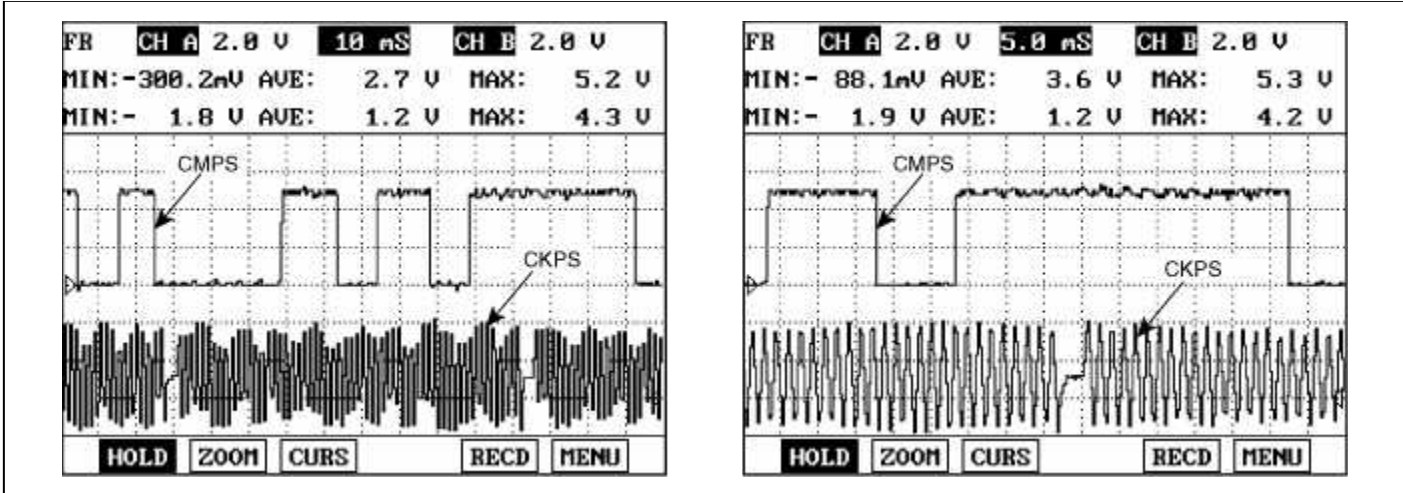 FR CH A 2.0 V 10 mS CH B 2.0 V
MIN:-300.2mV AVE: 2.7 V MAX: 5.2 V
MIN:- 1.8 V AVE: 1.2 V MAX: 4.3 V
CMPS
CKPS
HOLD ZOOM CURS RECD MENU
FR CH A 2.0 V 5.0 mS CH B 2.0 V
MIN:- 88.1mV AVE: 3.6 V MAX: 5.3 V
MIN:- 1.9 V AVE: 1.2 V MAX: 4.2 V
CMPS
CKPS
HOLD ZOOM CURS RECD MENU